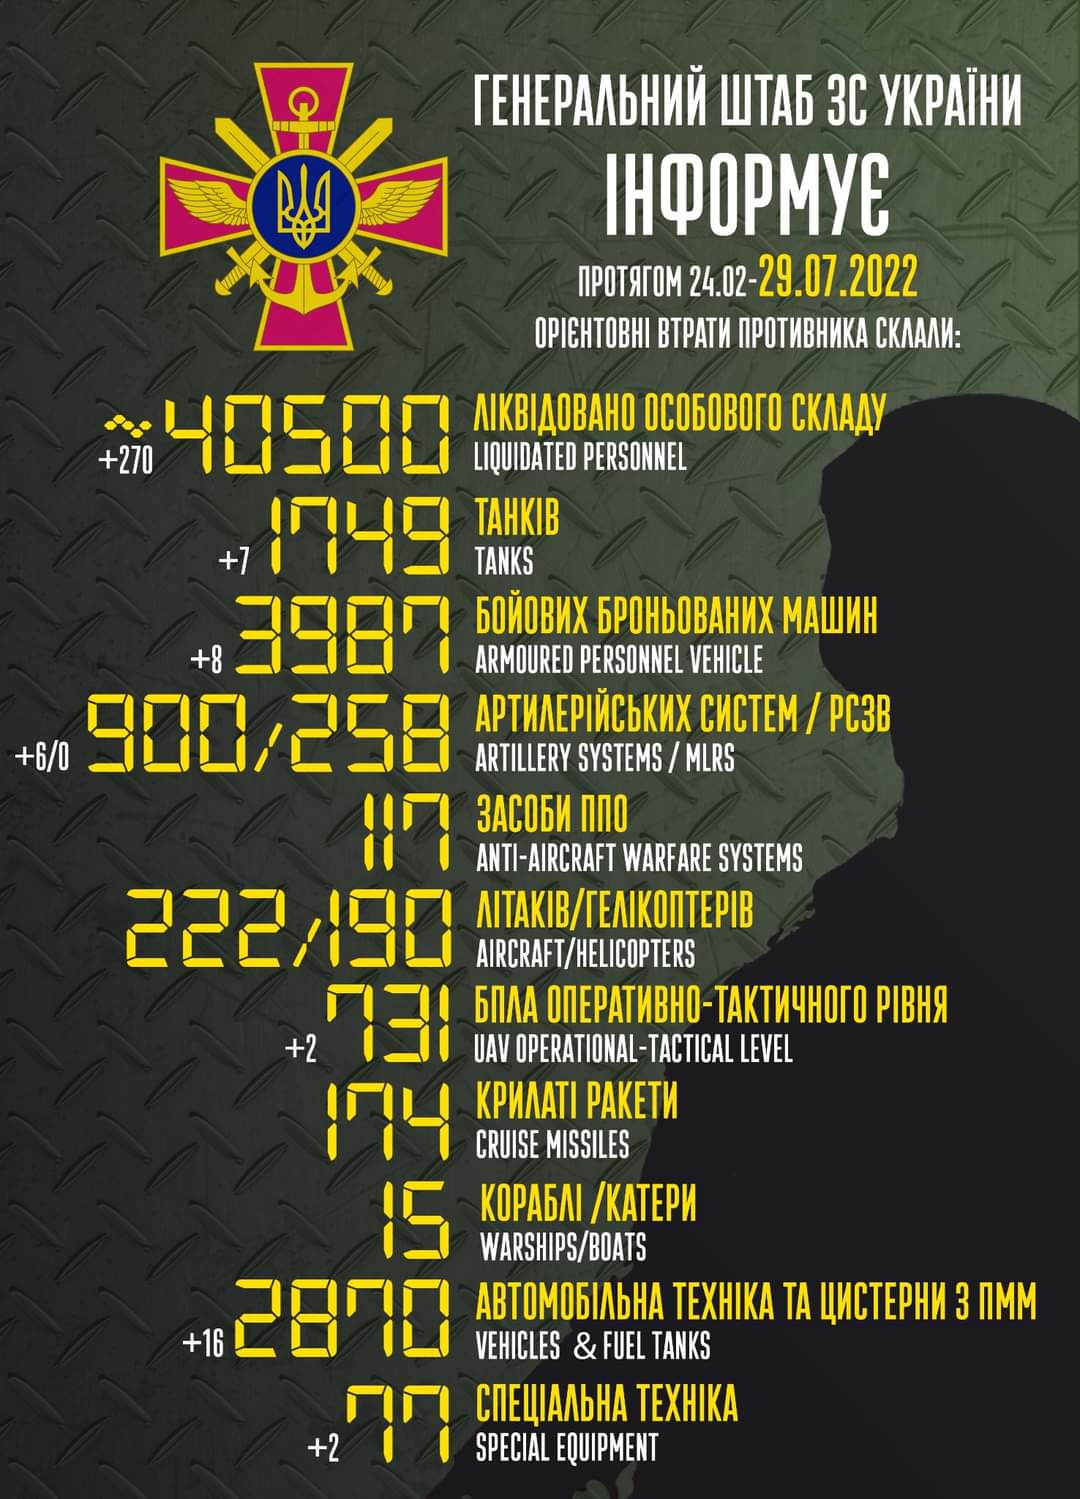 ГЕНЕРАЛЬНИЙ ШТАБ ЗС УКРАЇНИ
ІНФОРМУЄ
ПРОТЯГОМ 24.02-29.07.2022
ОРІЄНТОВНІ ВТРАТИ ПРОТИВНИКА СКЛАЛИ:
~40500 ЛІКВІДОВАНО ОСОБОВОГО СКЛАДУ
+270 LIQUIDATED PERSONNEL
1749 ТАНКІВ
+7 TANKS
3987 БОЙОВИХ БРОНЬОВАНИХ МАШИН
+8 ARMOURED PERSONNEL VEHICLE
900/258 АРТИЛЕРІЙСЬКИХ СИСТЕМ / РСЗВ
+6/0 ARTILLERY SYSTEMS / MLRS
117 ЗАСОБИ ППО
ANTI-AIRCRAFT WARFARE SYSTEMS
222/190 ЛІТАКІВ/ГЕЛІКОПТЕРІВ
AIRCRAFT/HELICOPTERS
731 БПЛА ОПЕРАТИВНО-ТАКТИЧНОГО РІВНЯ
+2 UAV OPERATIONAL-TACTICAL LEVEL
174 КРИЛАТІ РАКЕТИ
CRUISE MISSILES
15 КОРАБЛІ /КАТЕРИ
WARSHIPS/BOATS
2870 АВТОМОБІЛЬНА ТЕХНІКА ТА ЦИСТЕРНИ З ПММ
+16 VEHICLES & FUEL TANKS
77 СПЕЦІАЛЬНА ТЕХНІКА
+2 SPECIAL EQUIPMENT